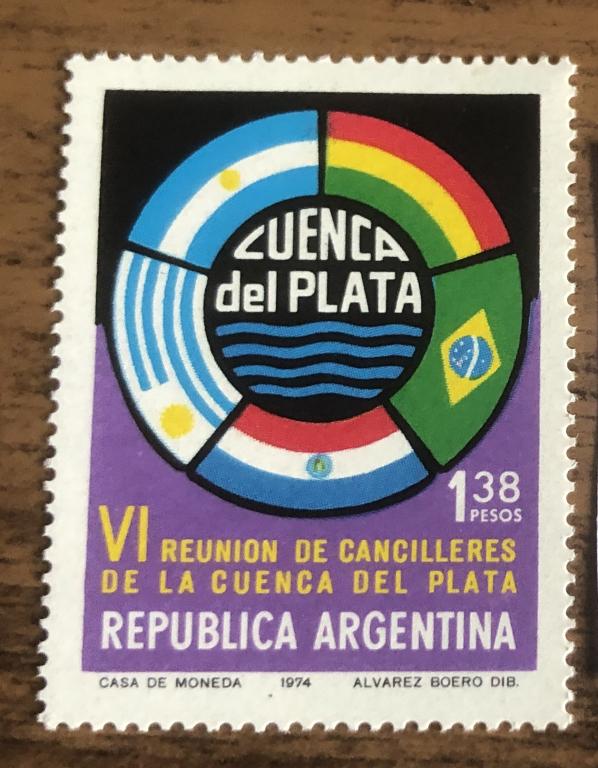 CUENCA
del PLATA
1 38
PESOS
VI REUNION DE CANCILLERES
DE LA CUENCA DEL PLATA
REPUBLICA ARGENTINA
CASA DE MONEDA 1974 ALVAREZ BOERO DIB.